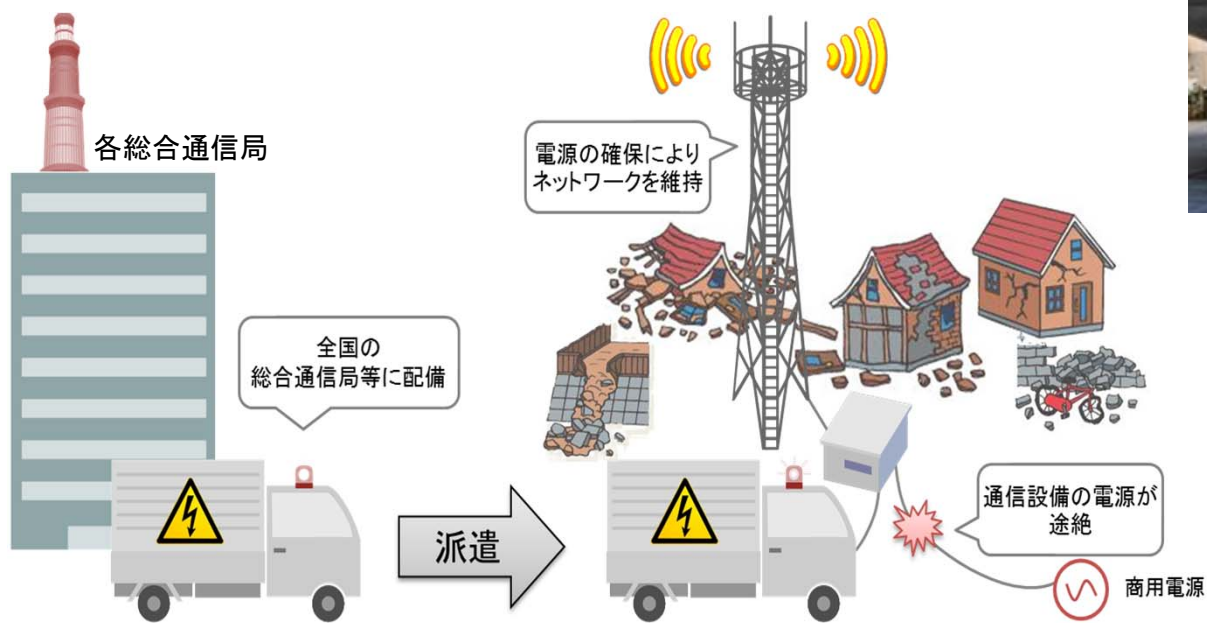 各総合通信局
電源の確保により
ネットワークを維持
全国の
総合通信局等に配備
派遣
通信設備の電源が
途絶
商用電源